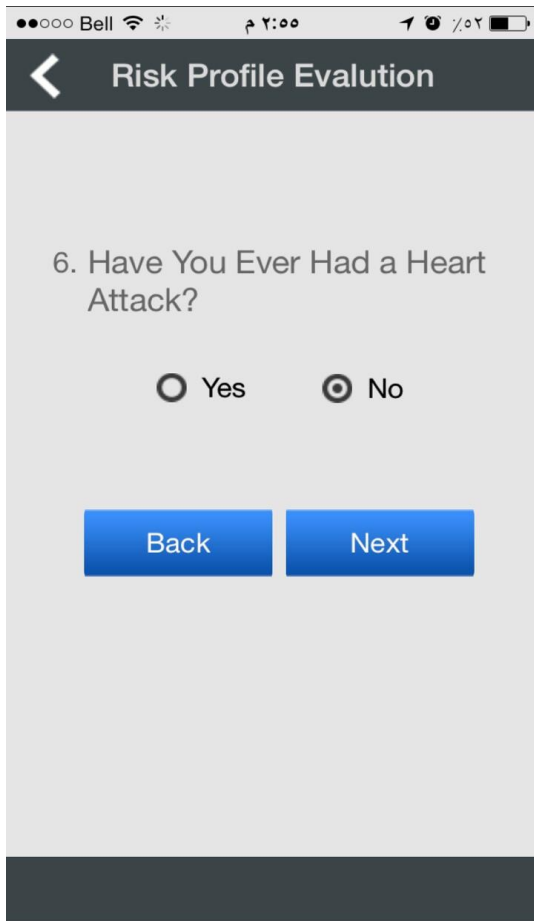 Bell ٢:٥٥ م ٪٥٢
Risk Profile Evalution
6. Have You Ever Had a Heart
Attack?
Yes No
Back Next